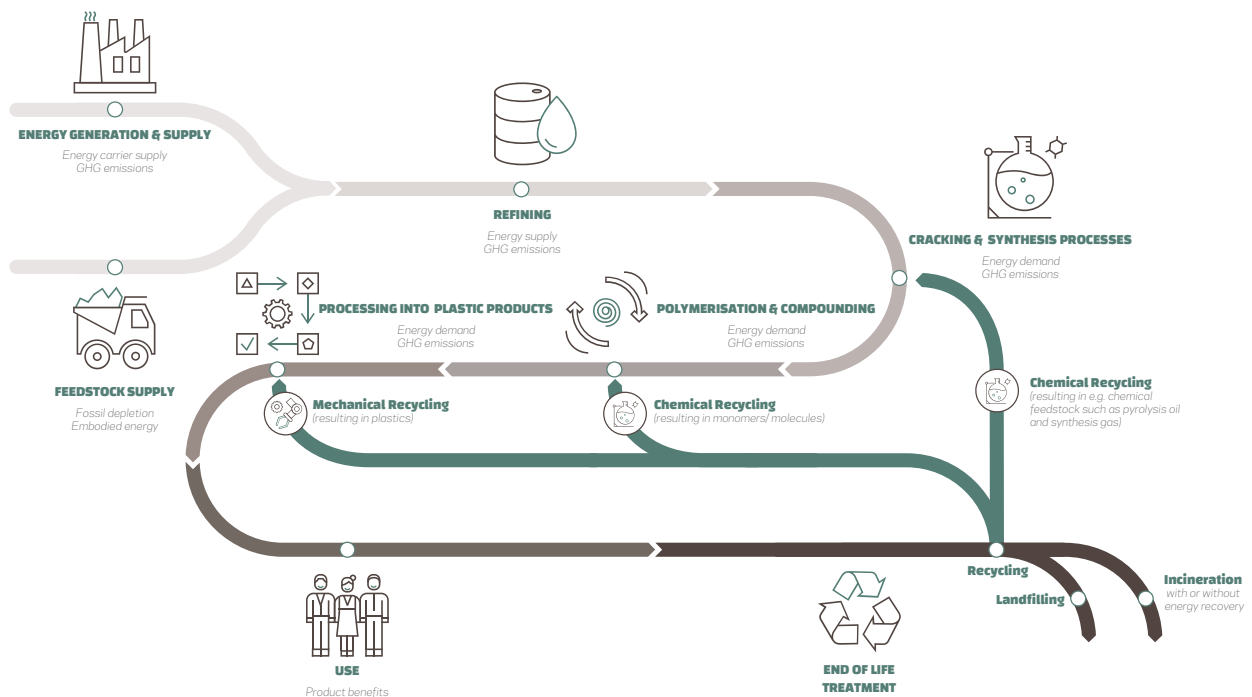 ENERGY GENERATION & SUPPLY
Energy carrier supply
GHG emissions
REFINING
Energy supply
GHG emissions
CRACKING & SYNTHESIS PROCESSES
Energy demand
GHG emissions
PROCESSING INTO PLASTIC PRODUCTS
Energy demand
GHG emissions
POLYMERISATION & COMPOUNDING
Energy demand
GHG emissions
FEEDSTOCK SUPPLY
Fossil depletion
Embodied energy
Mechanical Recycling
(resulting in plastics)
Chemical Recycling
(resulting in monomers/ molecules)
Chemical Recycling
(resulting in e.g. chemical
feedstock such as pyrolysis oil
and synthesis gas)
Recycling
Landfilling
Incineration
with or without
energy recovery
USE
Product benefits
END OF LIFE
TREATMENT